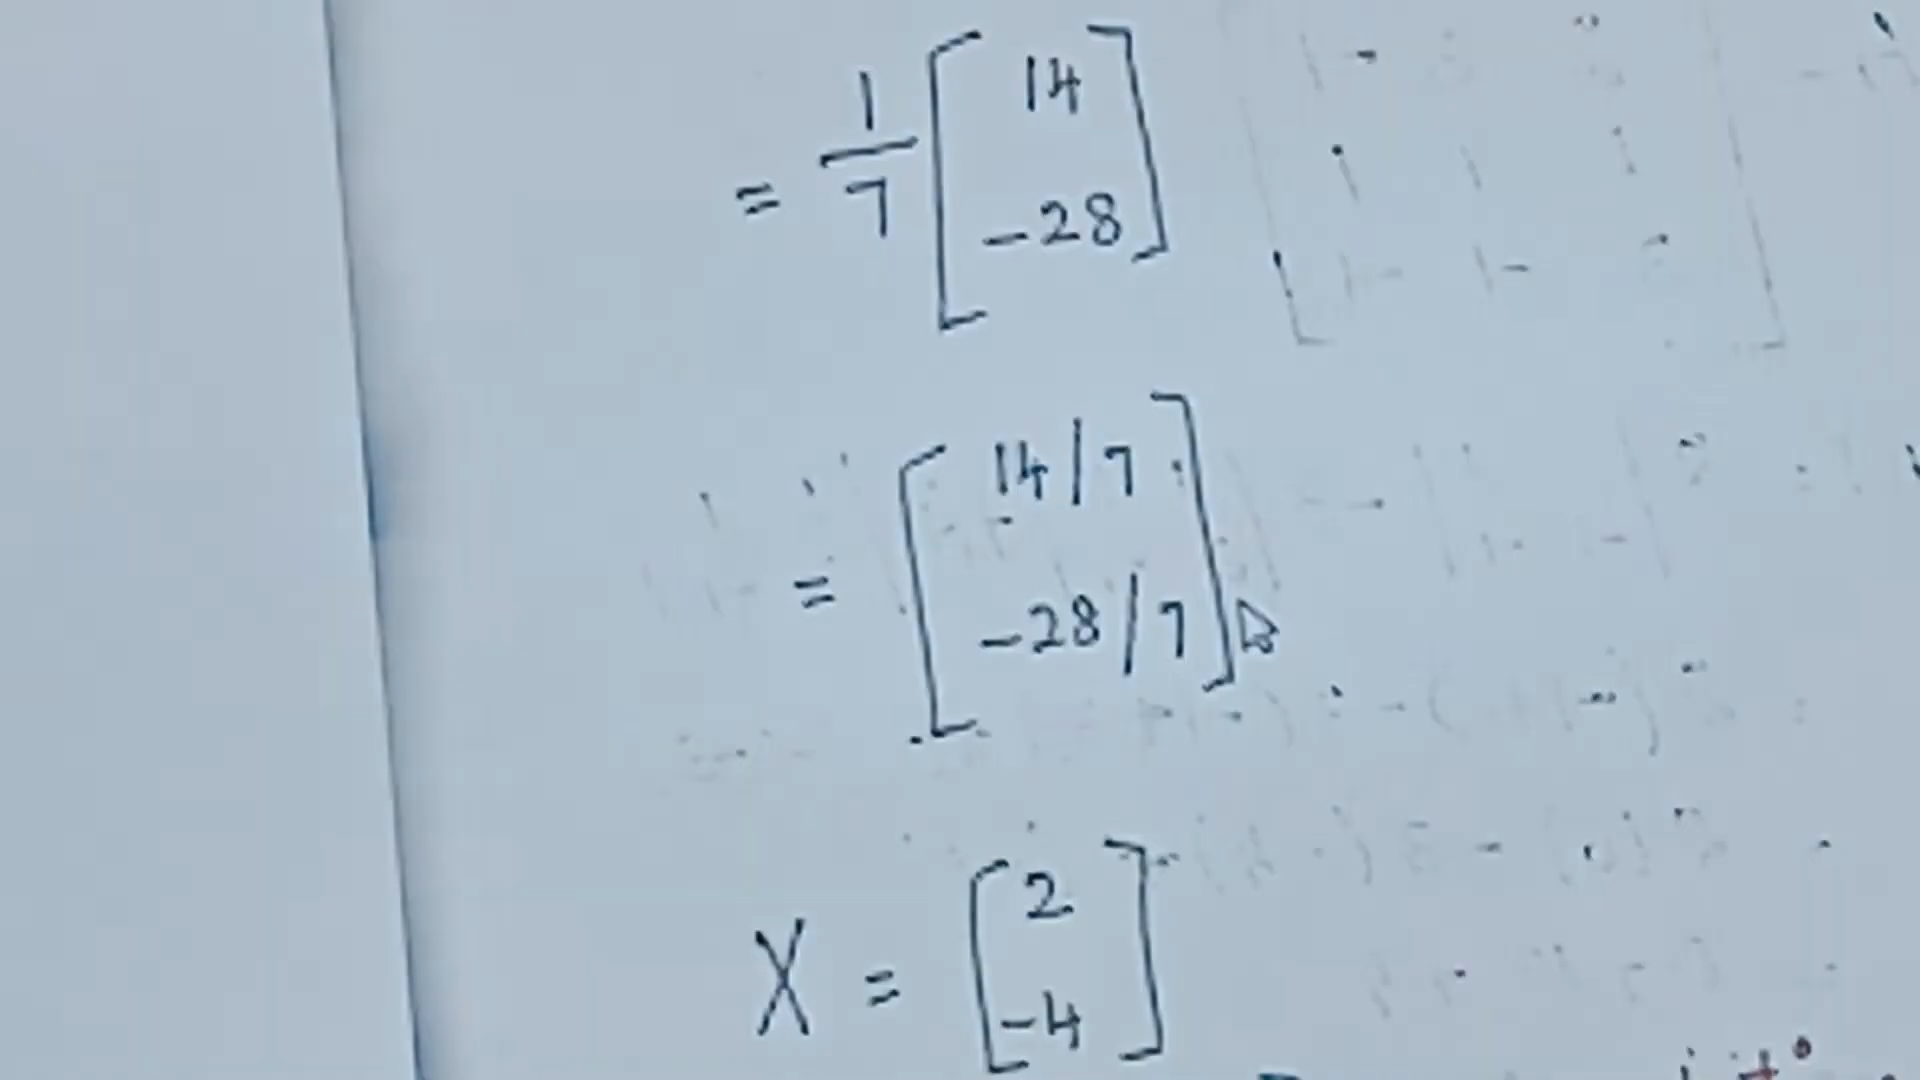 = 1/7 [ 14
-28 ]
= [ 14/7
-28/7 ]
X = [ 2
-4 ]